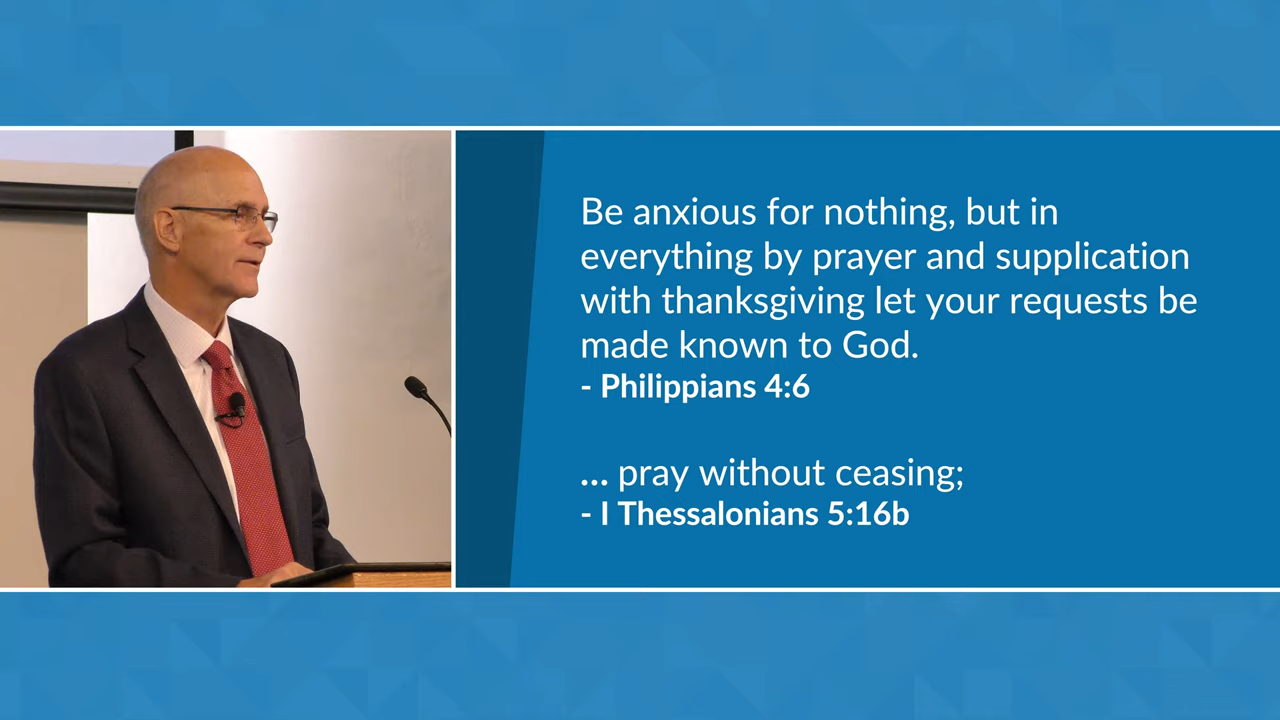 Be anxious for nothing, but in
everything by prayer and supplication
with thanksgiving let your requests be
made known to God.
- Philippians 4:6
... pray without ceasing;
- I Thessalonians 5:16b